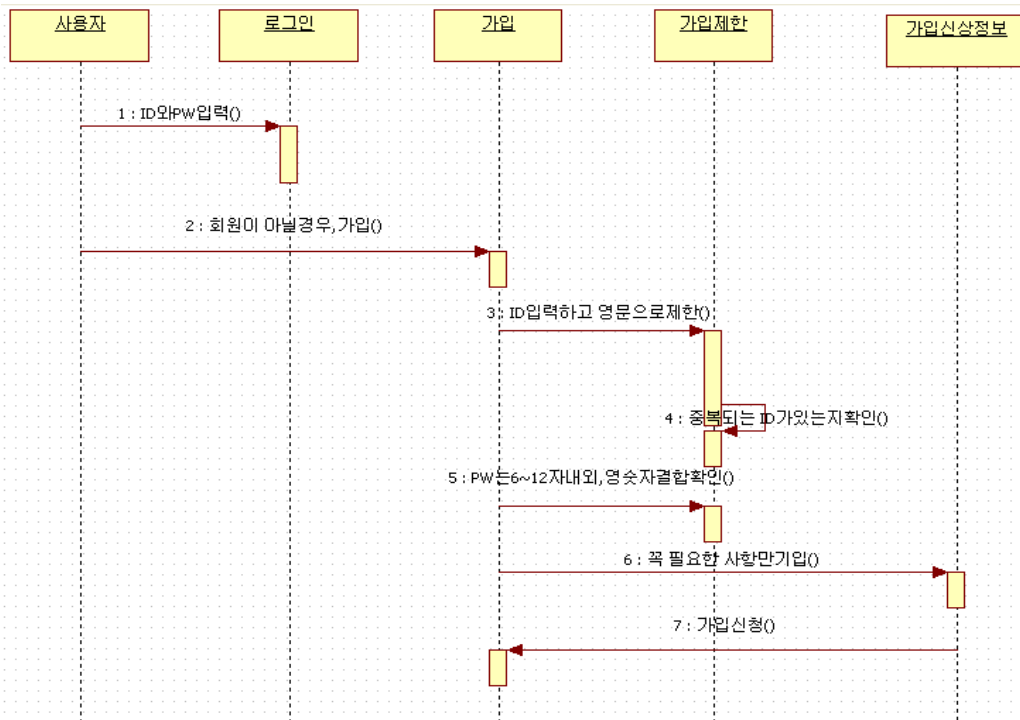 사용자
로그인
가입
가입제한
가입신상정보
1 : ID와PW입력()
2 : 회원이 아닐경우,가입()
3 : ID입력하고 영문으로제한()
4 : 중복되는 ID가있는지확인()
5 : PW는6~12자내외,영숫자결합확인()
6 : 꼭 필요한 사항만기입()
7 : 가입신청()